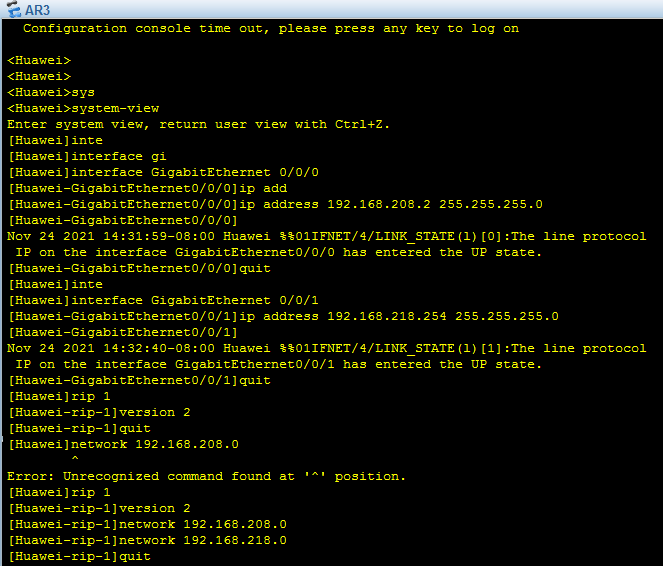 AR3
Configuration console time out, please press any key to log on
<Huawei>
<Huawei>
<Huawei>sys
<Huawei>system-view
Enter system view, return user view with Ctrl+Z.
[Huawei]inte
[Huawei]interface gi
[Huawei]interface GigabitEthernet 0/0/0
[Huawei-GigabitEthernet0/0/0]ip add
[Huawei-GigabitEthernet0/0/0]ip address 192.168.208.2 255.255.255.0
[Huawei-GigabitEthernet0/0/0]
Nov 24 2021 14:31:59-08:00 Huawei %%01IFNET/4/LINK_STATE(l)[0]:The line protocol
 IP on the interface GigabitEthernet0/0/0 has entered the UP state.
[Huawei-GigabitEthernet0/0/0]quit
[Huawei]inte
[Huawei]interface GigabitEthernet 0/0/1
[Huawei-GigabitEthernet0/0/1]ip address 192.168.218.254 255.255.255.0
[Huawei-GigabitEthernet0/0/1]
Nov 24 2021 14:32:40-08:00 Huawei %%01IFNET/4/LINK_STATE(l)[1]:The line protocol
 IP on the interface GigabitEthernet0/0/1 has entered the UP state.
[Huawei-GigabitEthernet0/0/1]quit
[Huawei]rip 1
[Huawei-rip-1]version 2
[Huawei-rip-1]quit
[Huawei]network 192.168.208.0
        ^
Error: Unrecognized command found at '^' position.
[Huawei]rip 1
[Huawei-rip-1]version 2
[Huawei-rip-1]network 192.168.208.0
[Huawei-rip-1]network 192.168.218.0
[Huawei-rip-1]quit